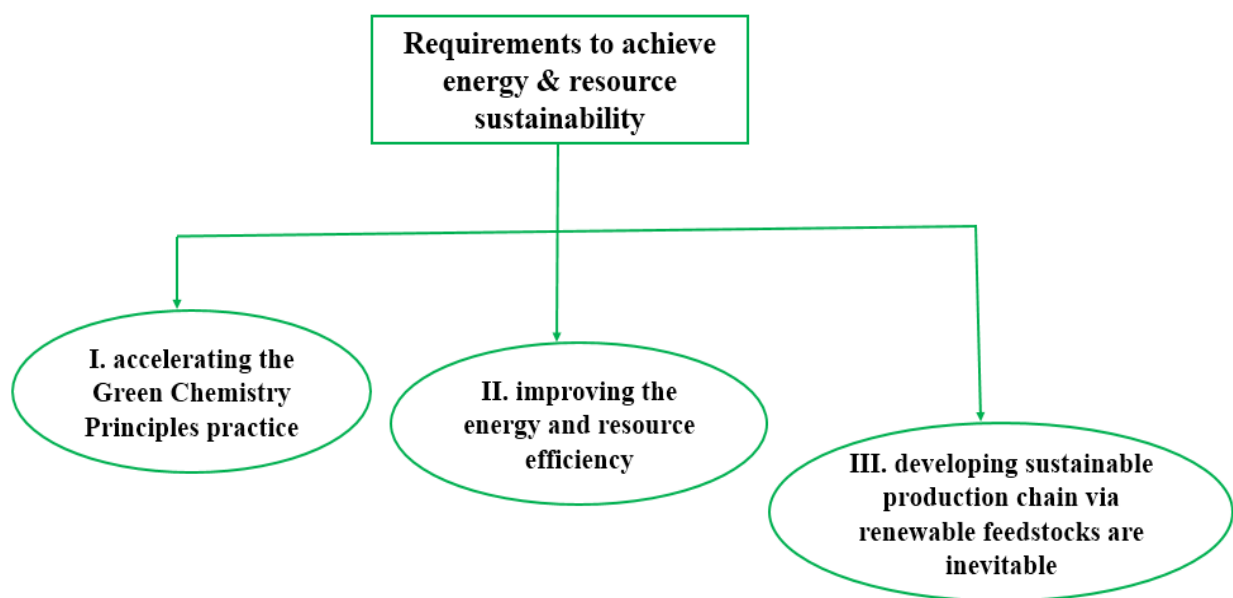 Requirements to achieve
energy & resource
sustainability
I. accelerating the
Green Chemistry
Principles practice
II. improving the
energy and resource
efficiency
III. developing sustainable
production chain via
renewable feedstocks are
inevitable